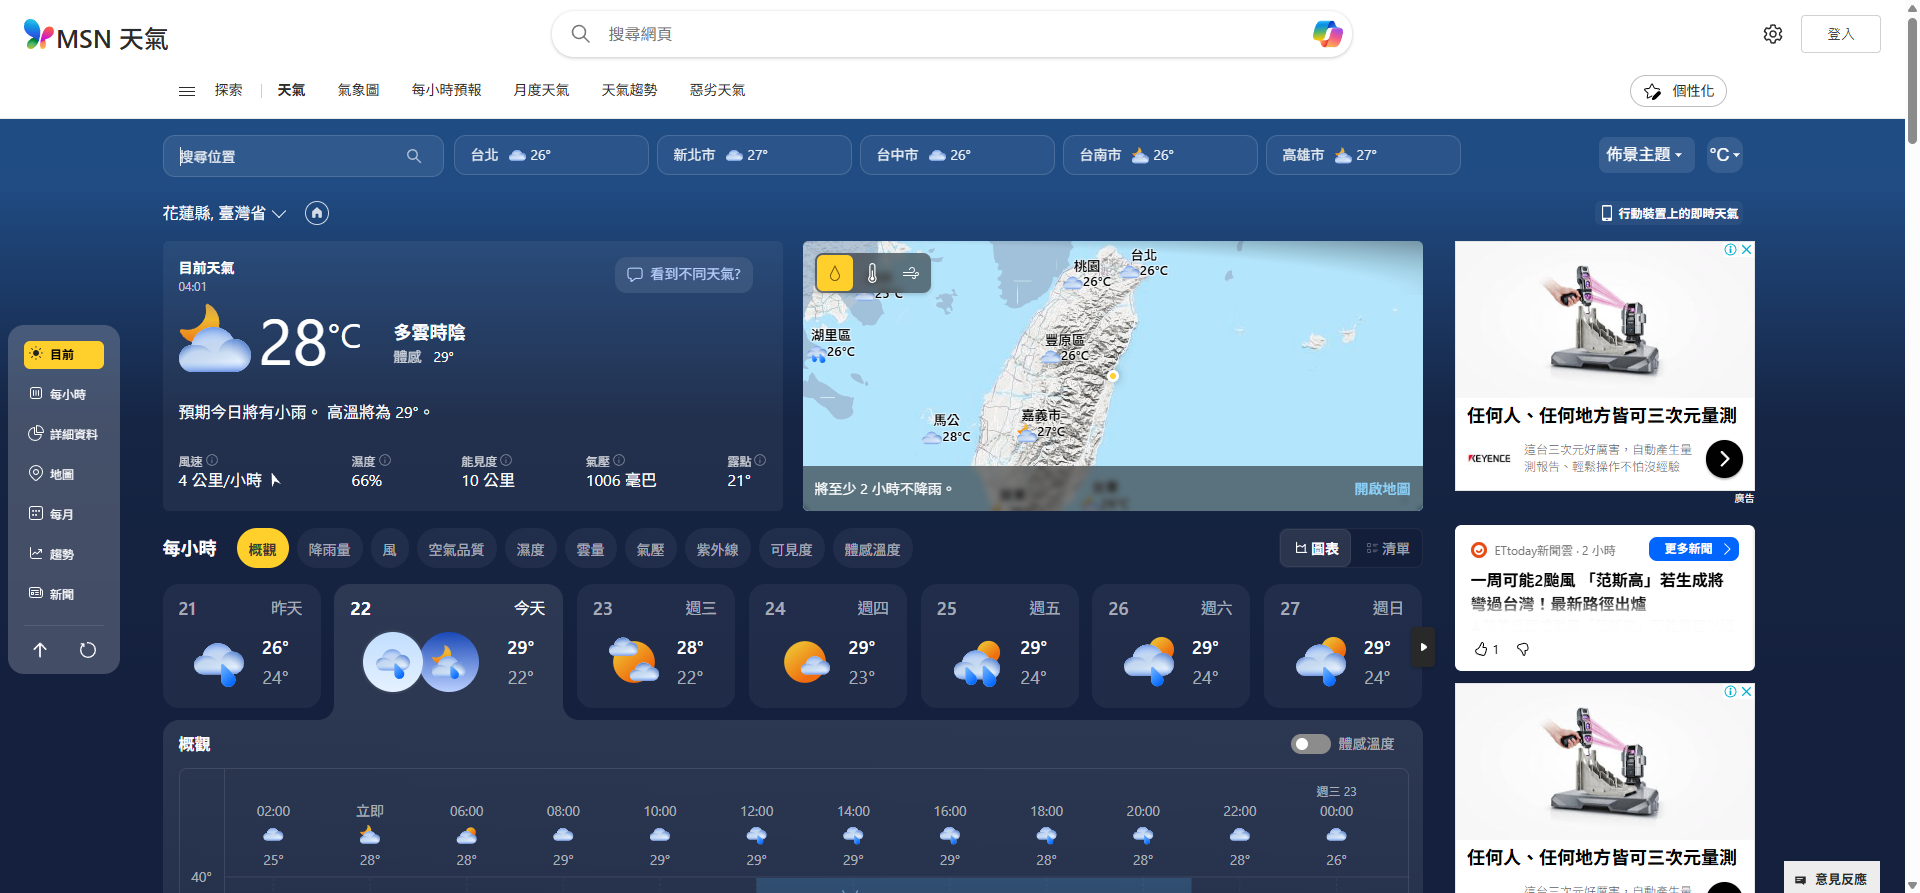 MSN 天氣
搜尋網頁
登入
探索
天氣
氣象圖
每小時預報
月度天氣
天氣趨勢
惡劣天氣
個性化
搜尋位置
台北 26°
新北市 27°
台中市 26°
台南市 26°
高雄市 27°
佈景主題
°C
花蓮縣, 臺灣省
行動裝置上的即時天氣
目前
每小時
詳細資料
地圖
每月
趨勢
新聞
目前天氣
04:01
看到不同天氣?
28°C
多雲時陰
體感 29°
預期今日將有小雨。 高溫將為 29°。
風速
4 公里/小時
濕度
66%
能見度
10 公里
氣壓
1006 毫巴
露點
21°
台北
26°C
桃園
26°C
湖里區
26°C
豐原區
26°C
馬公
28°C
嘉義市
27°C
將至少 2 小時不降雨。
開啟地圖
任何人、任何地方皆可三次元量測
KEYENCE
這台三次元好厲害，自動產生量
測報告、輕鬆操作不怕沒經驗
廣告
ETtoday新聞雲 · 2 小時
更多新聞
一周可能2颱風 「范斯高」若生成將
彎過台灣！最新路徑出爐
1
每小時
概觀
降雨量
風
空氣品質
濕度
雲量
氣壓
紫外線
可見度
體感溫度
圖表
清單
21 昨天
26°
24°
22 今天
29°
22°
23 週三
28°
22°
24 週四
29°
23°
25 週五
29°
24°
26 週六
29°
24°
27 週日
29°
24°
概觀
體感溫度
週三 23
02:00 立即 06:00 08:00 10:00 12:00 14:00 16:00 18:00 20:00 22:00 00:00
25° 28° 28° 29° 29° 29° 29° 29° 28° 28° 28° 26°
40°
任何人、任何地方皆可三次元量測
意見反應